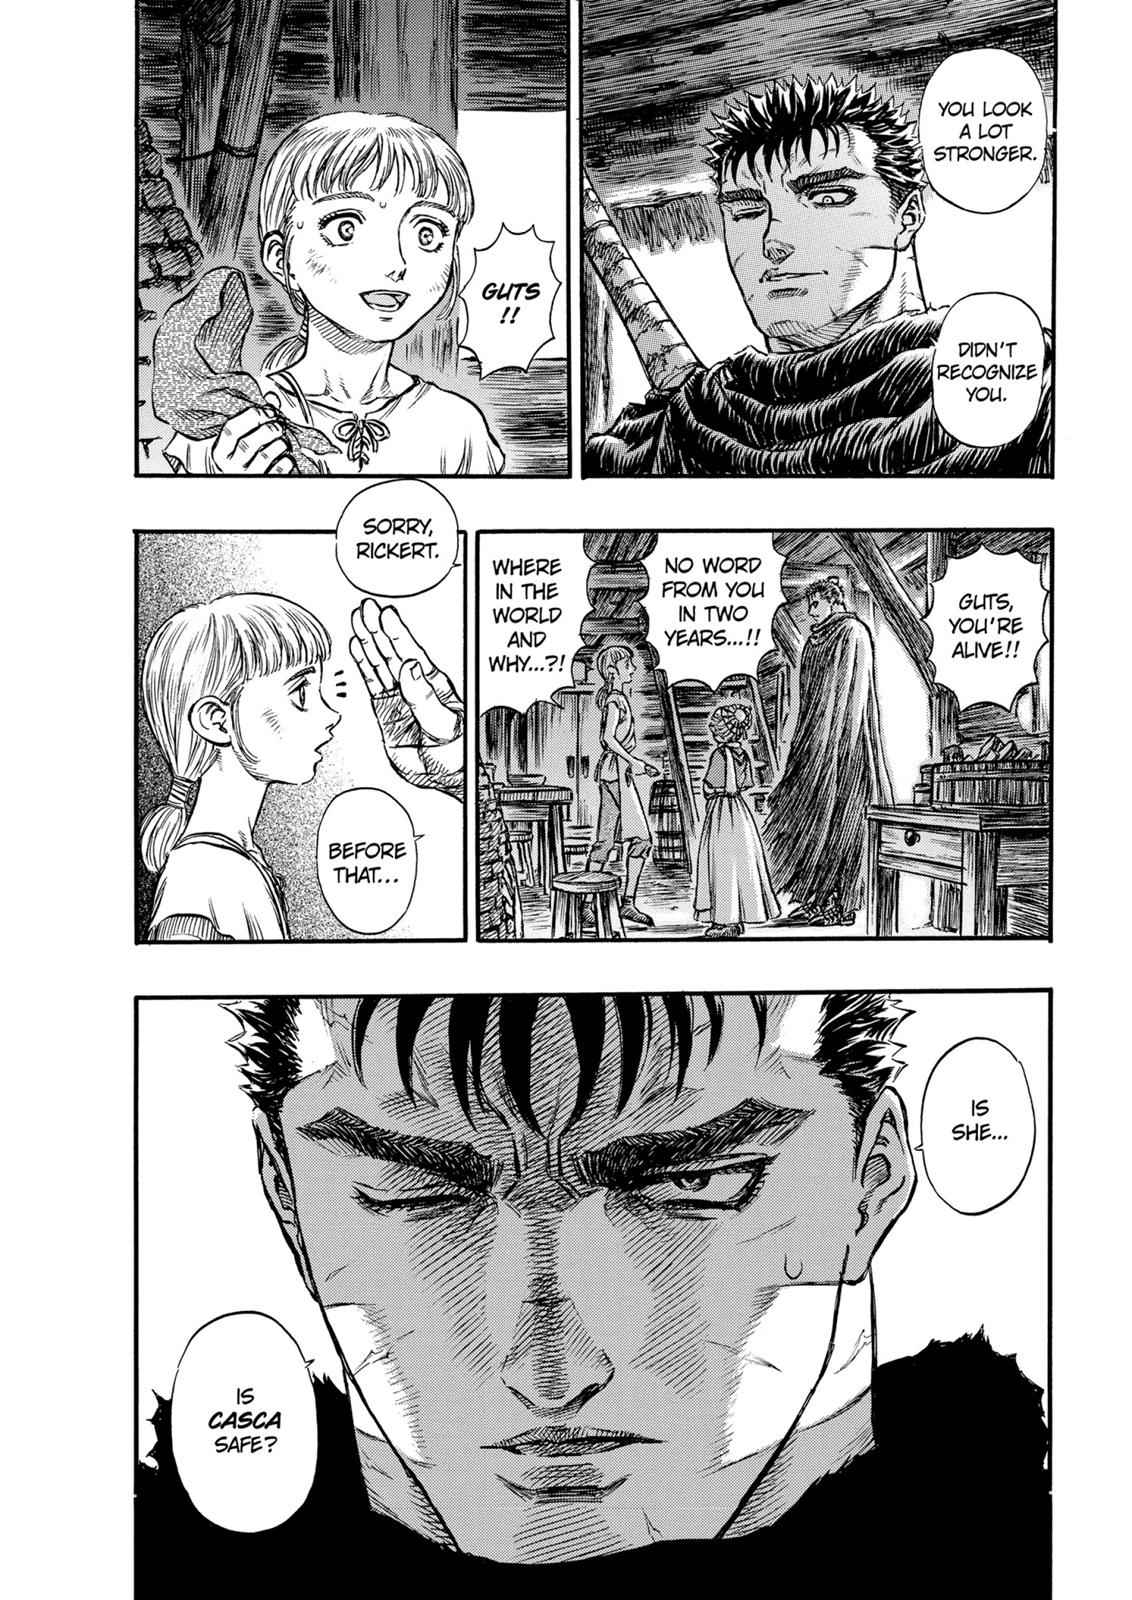 YOU LOOK
A LOT
STRONGER.
DIDN'T
RECOGNIZE
YOU.
GUTS
!!
GUTS,
YOU'RE
ALIVE!!
NO WORD
FROM YOU
IN TWO
YEARS...!!
WHERE
IN THE
WORLD
AND
WHY...?!
SORRY,
RICKERT.
BEFORE
THAT...
IS
SHE...
IS
CASCA
SAFE?